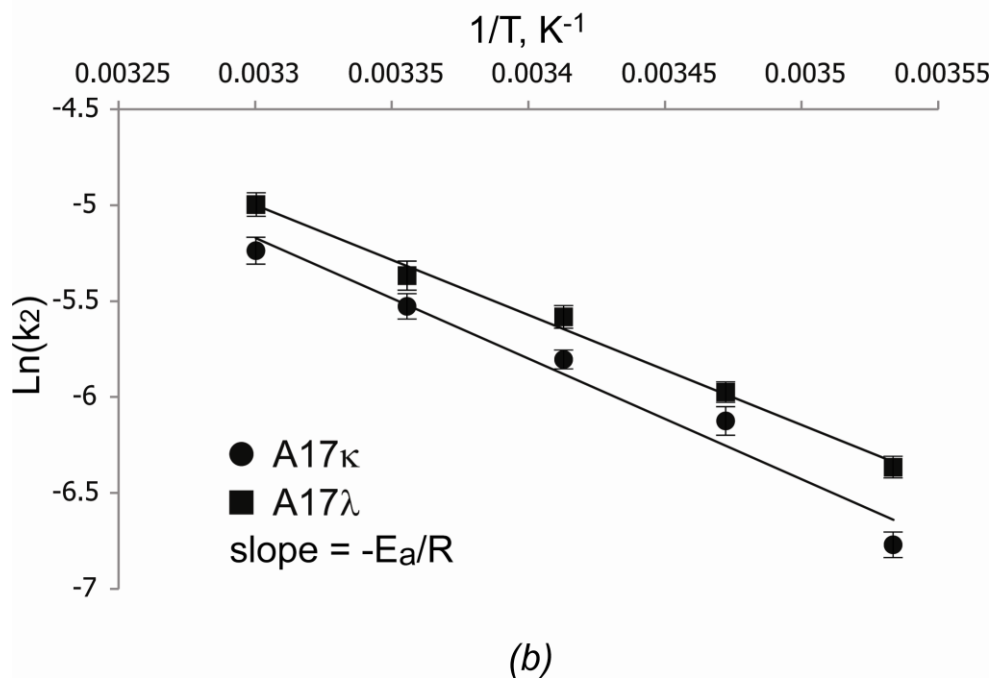 1/T, K-1
0.00325 0.0033 0.00335 0.0034 0.00345 0.0035 0.00355
-4.5
-5
-5.5
-6
-6.5
-7
Ln(k2)
A17κ
A17λ
slope = -Ea/R
(b)